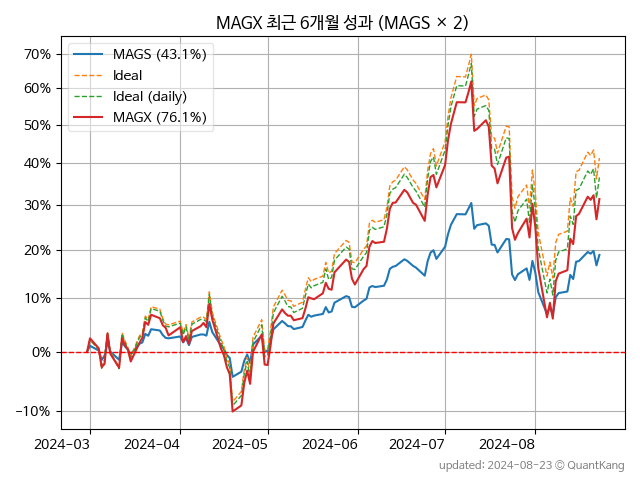 MAGX 최근 6개월 성과 (MAGS × 2)
MAGS (43.1%)
Ideal
Ideal (daily)
MAGX (76.1%)
70%
60%
50%
40%
30%
20%
10%
0%
−10%
2024-03 2024-04 2024-05 2024-06 2024-07 2024-08
updated: 2024-08-23 © QuantKang